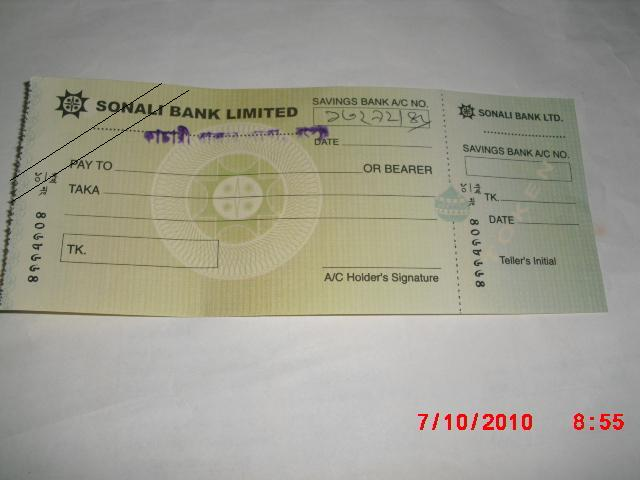 SONALI BANK LIMITED
SAVINGS BANK A/C NO.
DATE
PAY TO
OR BEARER
TAKA
TK.
A/C Holder's Signature
SONALI BANK LTD.
SAVINGS BANK A/C NO.
TK.
DATE
TOKEN
Teller's Initial
7/10/2010 8:55